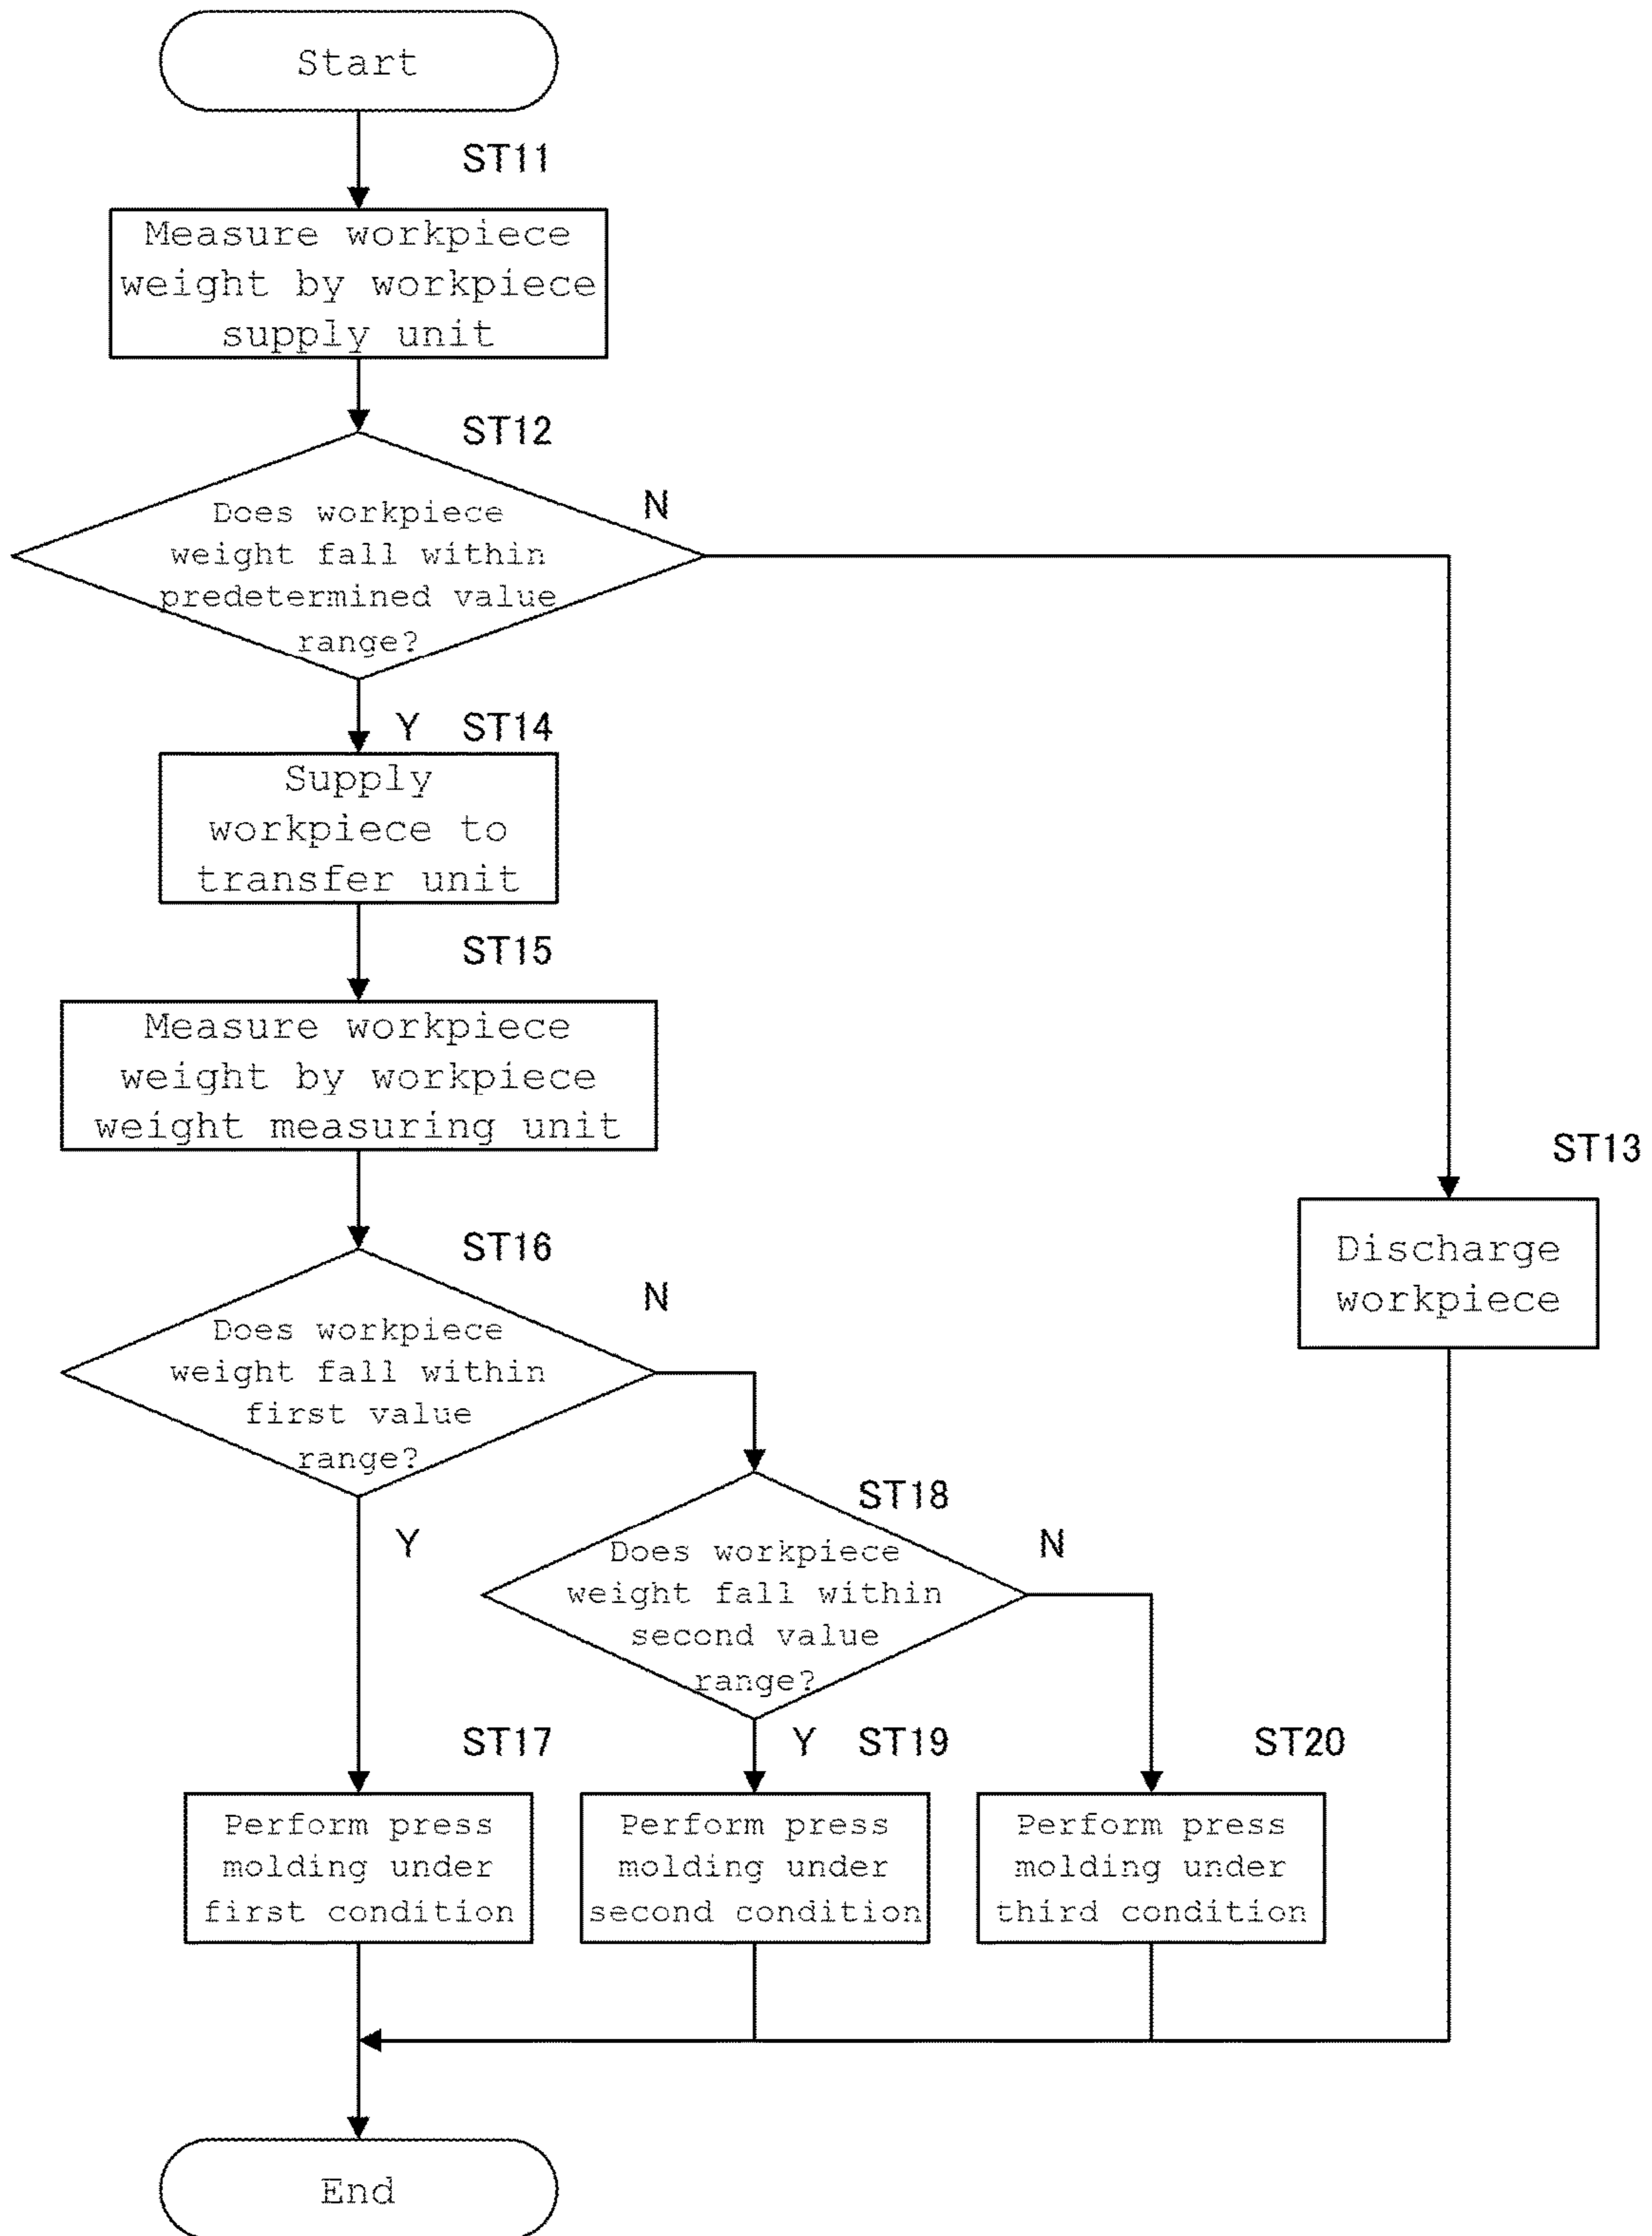 Start
ST11
Measure workpiece
weight by workpiece
supply unit
ST12
Does workpiece
weight fall within
predetermined value
range?
N
Y
ST14
Supply
workpiece to
transfer unit
ST15
Measure workpiece
weight by workpiece
weight measuring unit
ST13
Discharge
workpiece
ST16
Does workpiece
weight fall within
first value
range?
N
Y
ST18
Does workpiece
weight fall within
second value
range?
N
ST17
Perform press
molding under
first condition
Y
ST19
Perform press
molding under
second condition
ST20
Perform press
molding under
third condition
End